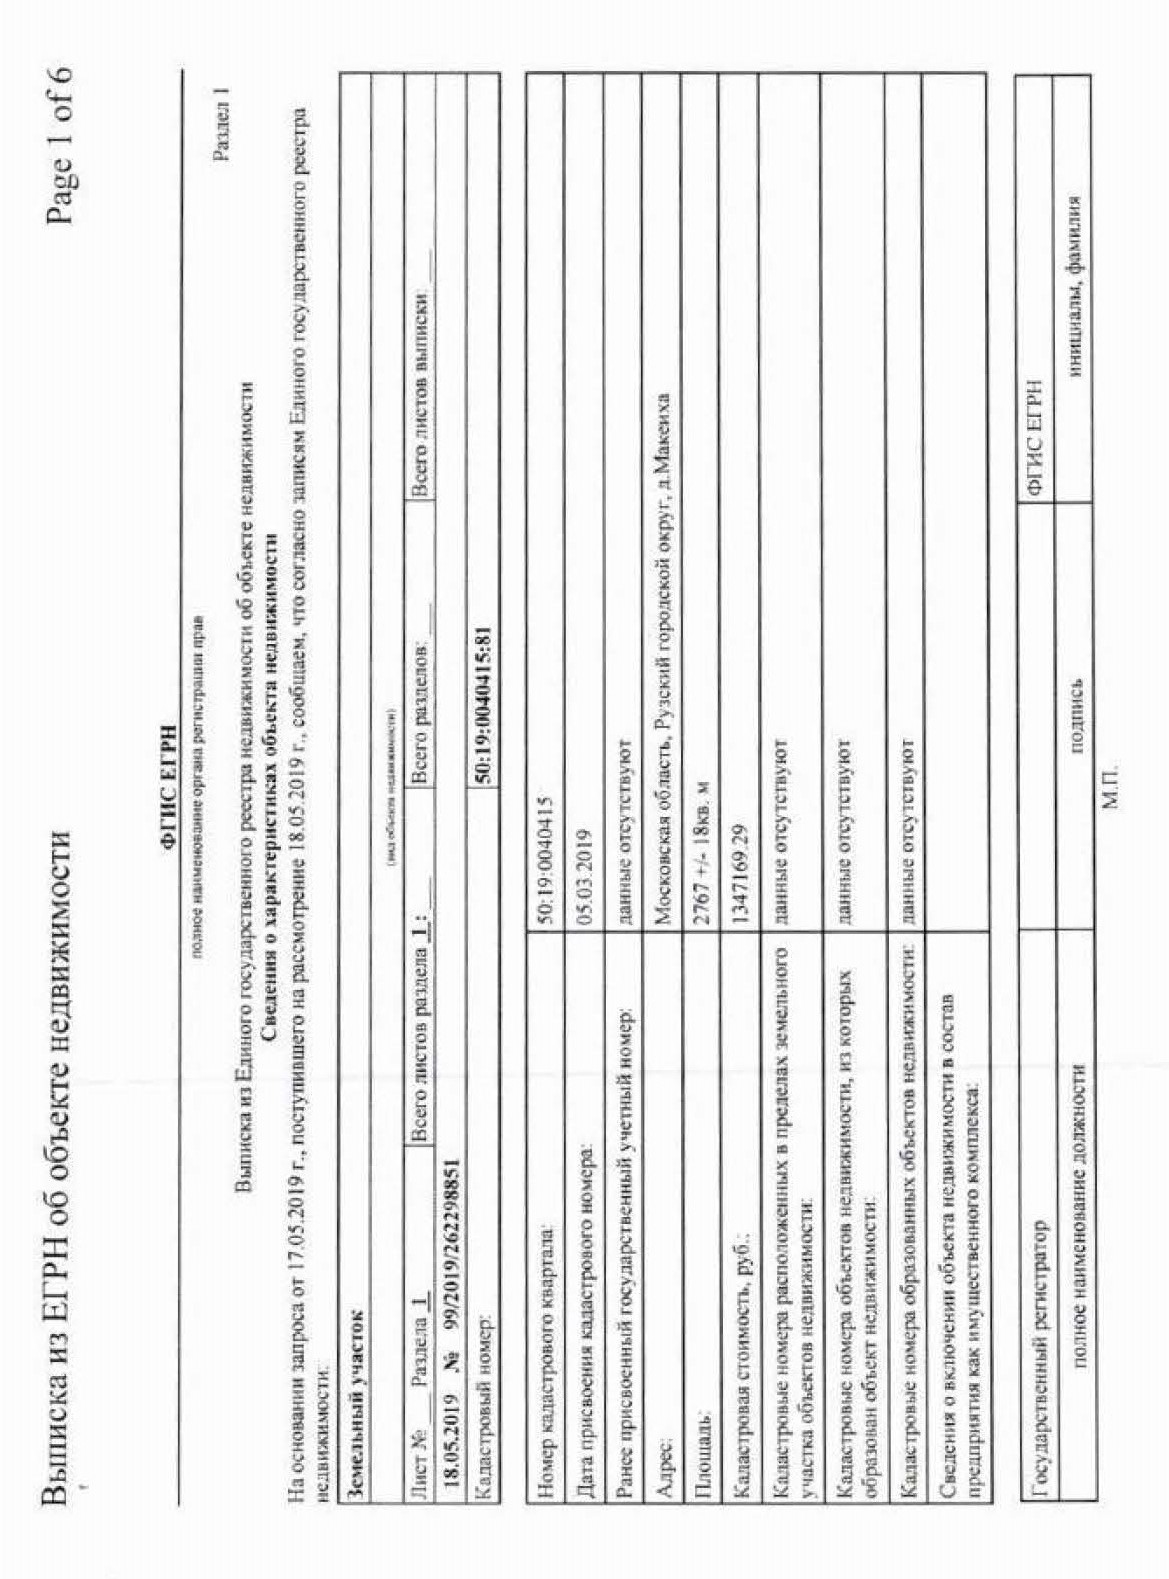 Выписка из ЕГРН об объекте недвижимости
Page 1 of 6
ФГИС ЕГРН
полное наименование органа регистрации прав
Раздел 1
Выписка из Единого государственного реестра недвижимости об объекте недвижимости
Сведения о характеристиках объекта недвижимости
На основании запроса от 17.05.2019 г., поступившего на рассмотрение 18.05.2019 г., сообщаем, что согласно записям Единого государственного реестра
недвижимости:
Земельный участок
(вид объекта недвижимости)
Лист № ___ Раздела 1 Всего листов раздела 1: ___ Всего разделов: ___ Всего листов выписки: ___
18.05.2019 № 99/2019/262298851
Кадастровый номер: 50:19:0040415:81
Номер кадастрового квартала: 50:19:0040415
Дата присвоения кадастрового номера: 05.03.2019
Ранее присвоенный государственный учетный номер: данные отсутствуют
Адрес: Московская область, Рузский городской округ, д.Макеиха
Площадь: 2767 +/- 18кв. м
Кадастровая стоимость, руб.: 1347169.29
Кадастровые номера расположенных в пределах земельного данные отсутствуют
участка объектов недвижимости:
Кадастровые номера объектов недвижимости, из которых данные отсутствуют
образован объект недвижимости:
Кадастровые номера образованных объектов недвижимости: данные отсутствуют
Сведения о включении объекта недвижимости в состав
предприятия как имущественного комплекса:
Государственный регистратор ФГИС ЕГРН
полное наименование должности подпись инициалы, фамилия
М.П.